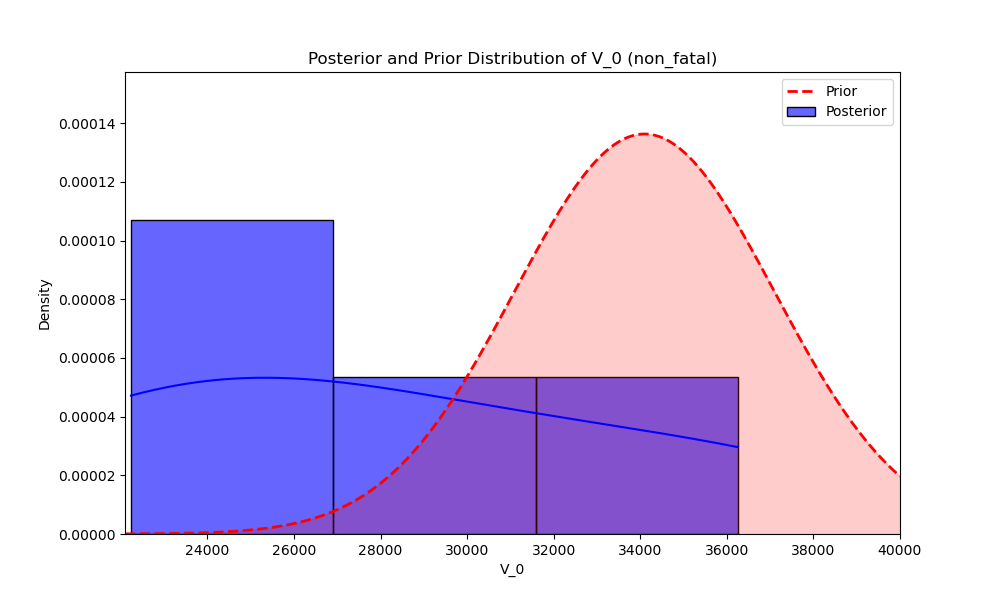 Posterior and Prior Distribution of V_0 (non_fatal)
Prior
Posterior
Density
0.00014
0.00012
0.00010
0.00008
0.00006
0.00004
0.00002
0.00000
24000 26000 28000 30000 32000 34000 36000 38000 40000
V_0